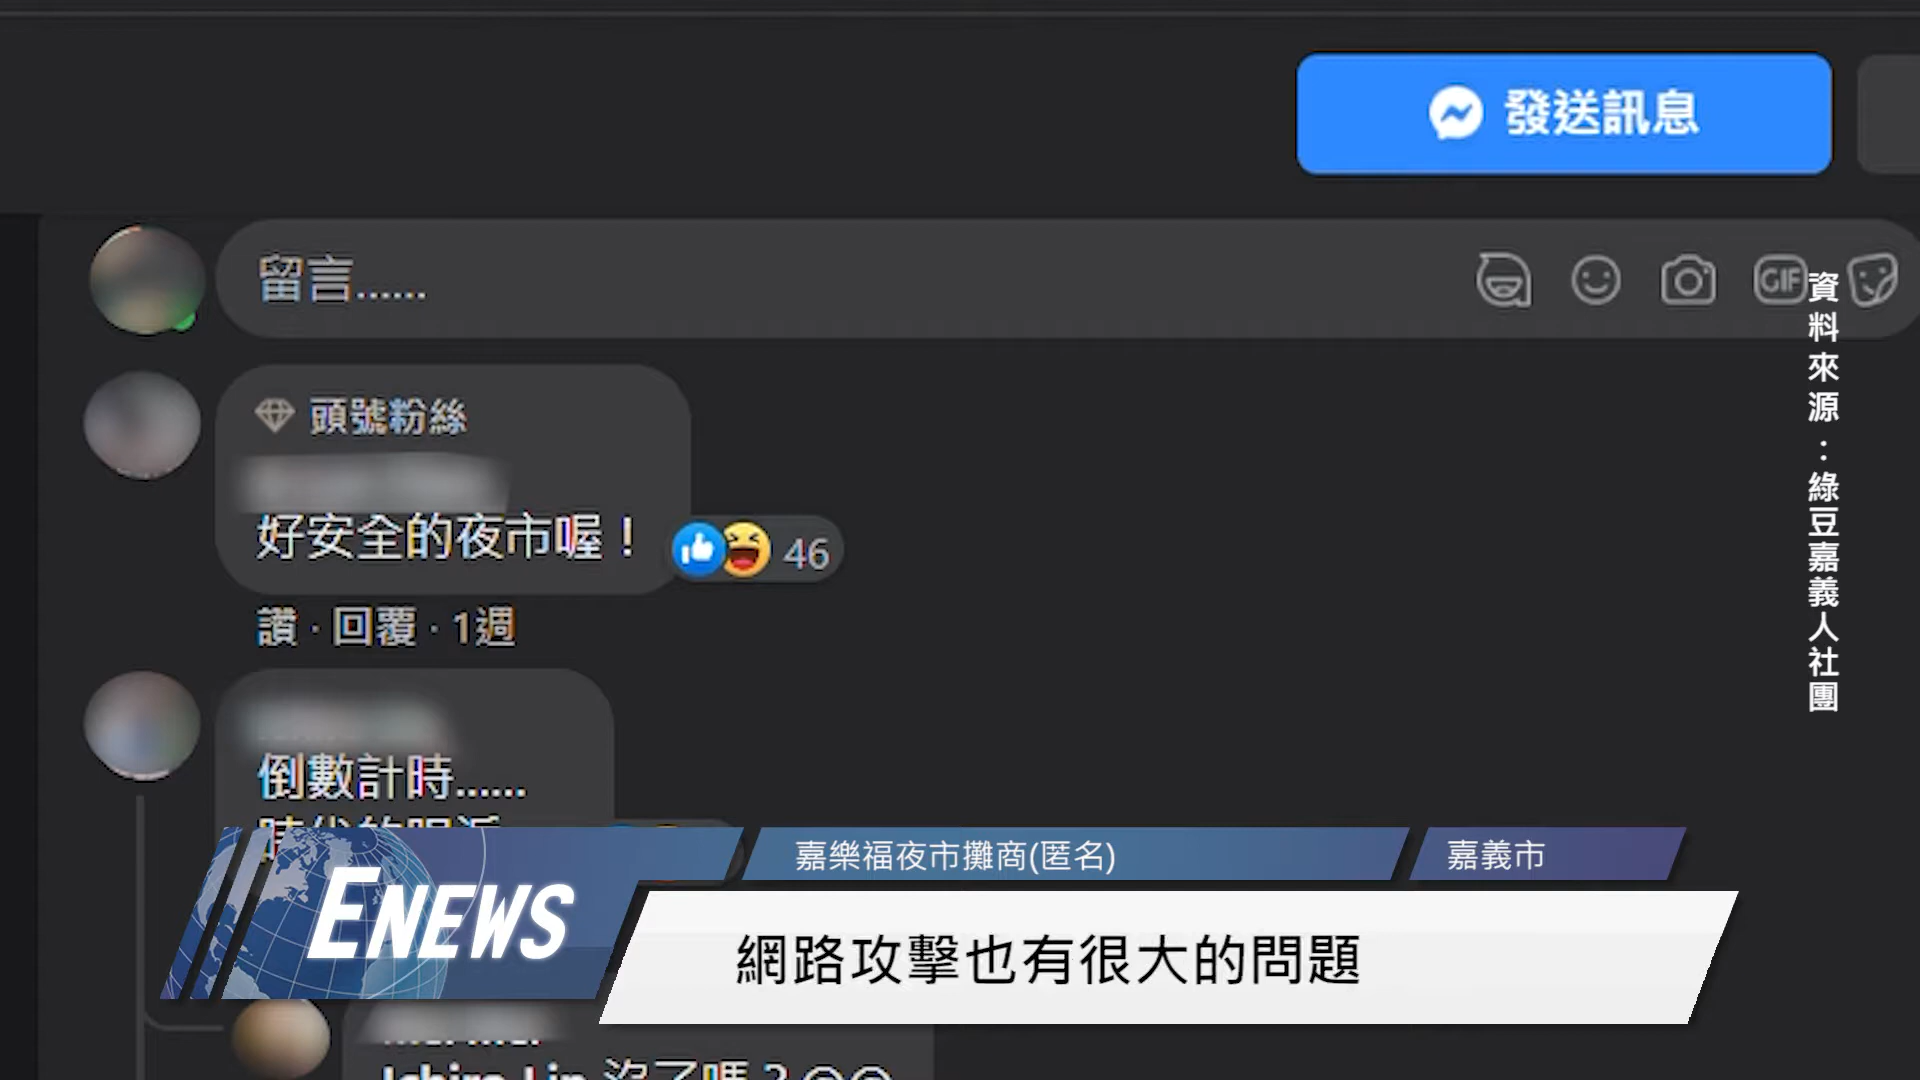 發送訊息
留言......
GIF
頭號粉絲
好安全的夜市喔！
46
讚 · 回覆 · 1週
倒數計時......
資料來源：綠豆嘉義人社團
嘉樂福夜市攤商(匿名)
嘉義市
ENEWS
網路攻擊也有很大的問題